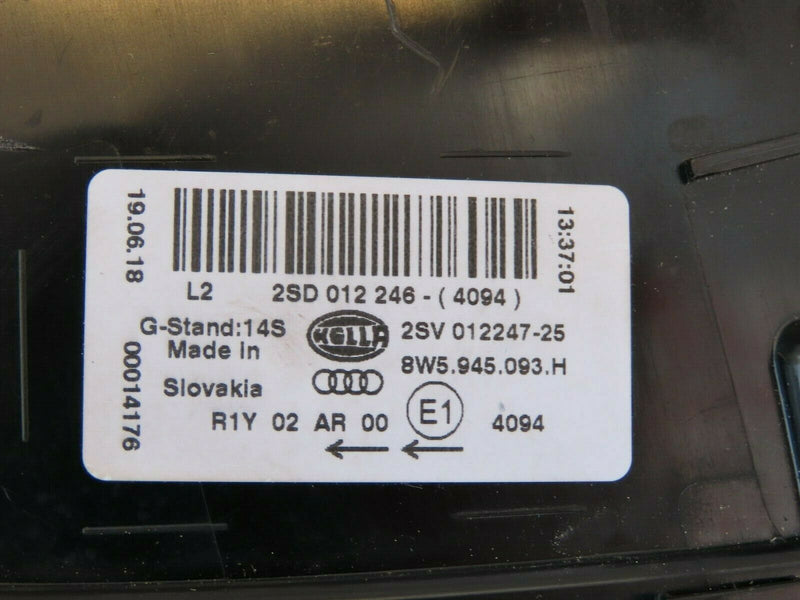 19.06.18
13:37:01
L2 2SD 012 246 - ( 4094 )
G-Stand:14S HELLA 2SV 012247-25
Made in
8W5.945.093.H
Slovakia
00014176
R1Y 02 AR 00 E1 4094